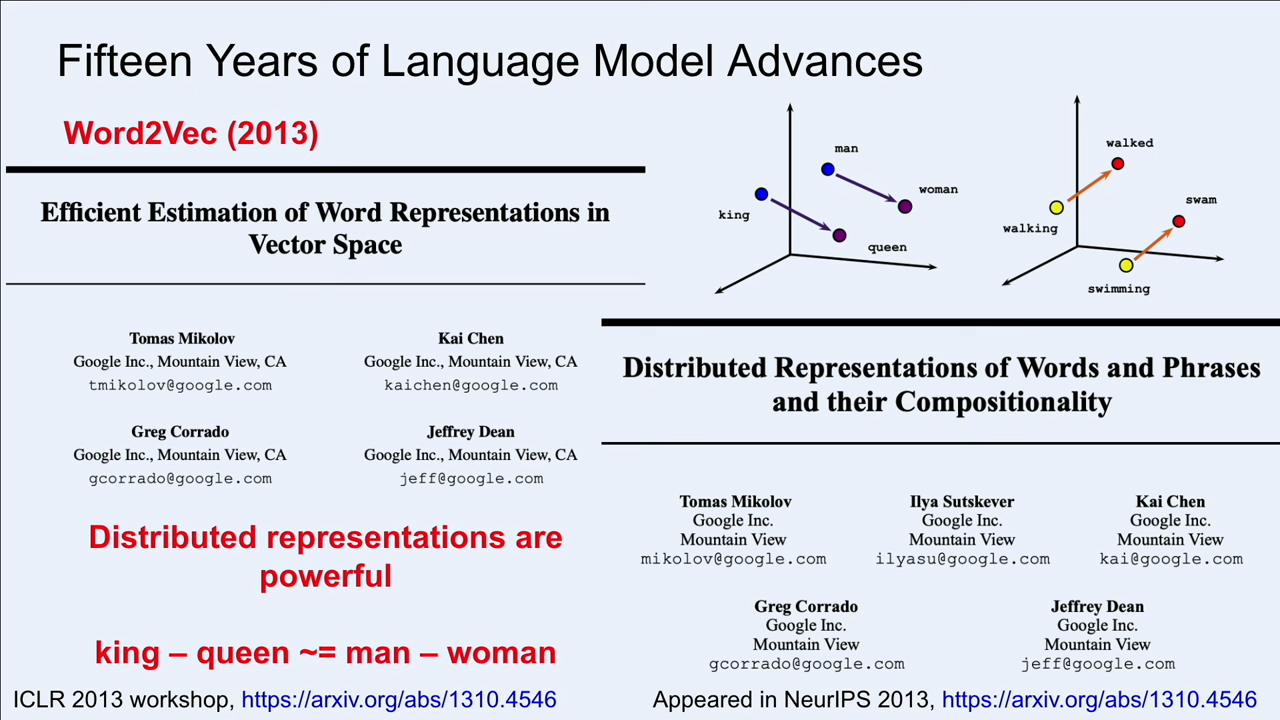 Fifteen Years of Language Model Advances
Word2Vec (2013)
Efficient Estimation of Word Representations in
Vector Space
Tomas Mikolov
Google Inc., Mountain View, CA
tmikolov@google.com
Kai Chen
Google Inc., Mountain View, CA
kaichen@google.com
Greg Corrado
Google Inc., Mountain View, CA
gcorrado@google.com
Jeffrey Dean
Google Inc., Mountain View, CA
jeff@google.com
Distributed representations are
powerful
king – queen ~= man – woman
ICLR 2013 workshop, https://arxiv.org/abs/1310.4546
man
woman
king
queen
walked
swam
walking
swimming
Distributed Representations of Words and Phrases
and their Compositionality
Tomas Mikolov
Google Inc.
Mountain View
mikolov@google.com
Ilya Sutskever
Google Inc.
Mountain View
ilyasu@google.com
Kai Chen
Google Inc.
Mountain View
kai@google.com
Greg Corrado
Google Inc.
Mountain View
gcorrado@google.com
Jeffrey Dean
Google Inc.
Mountain View
jeff@google.com
Appeared in NeurIPS 2013, https://arxiv.org/abs/1310.4546